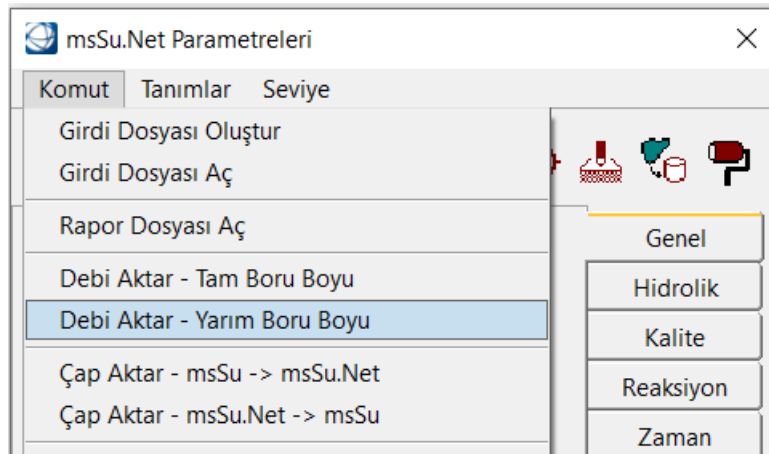 msSu.Net Parametreleri
Komut Tanımlar Seviye
Girdi Dosyası Oluştur
Girdi Dosyası Aç
Rapor Dosyası Aç
Debi Aktar - Tam Boru Boyu
Debi Aktar - Yarım Boru Boyu
Çap Aktar - msSu -> msSu.Net
Çap Aktar - msSu.Net -> msSu
Genel
Hidrolik
Kalite
Reaksiyon
Zaman